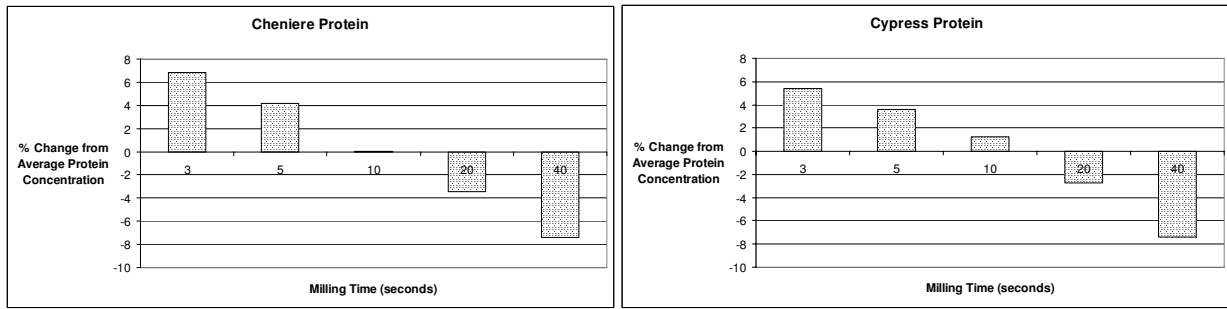 Cheniere Protein
8
6
4
2
0
-2
-4
-6
-8
-10
% Change from
Average Protein
Concentration
3 5 10 20 40
Milling Time (seconds)
Cypress Protein
8
6
4
2
0
-2
-4
-6
-8
-10
% Change from
Average Protein
Concentration
3 5 10 20 40
Milling Time (seconds)